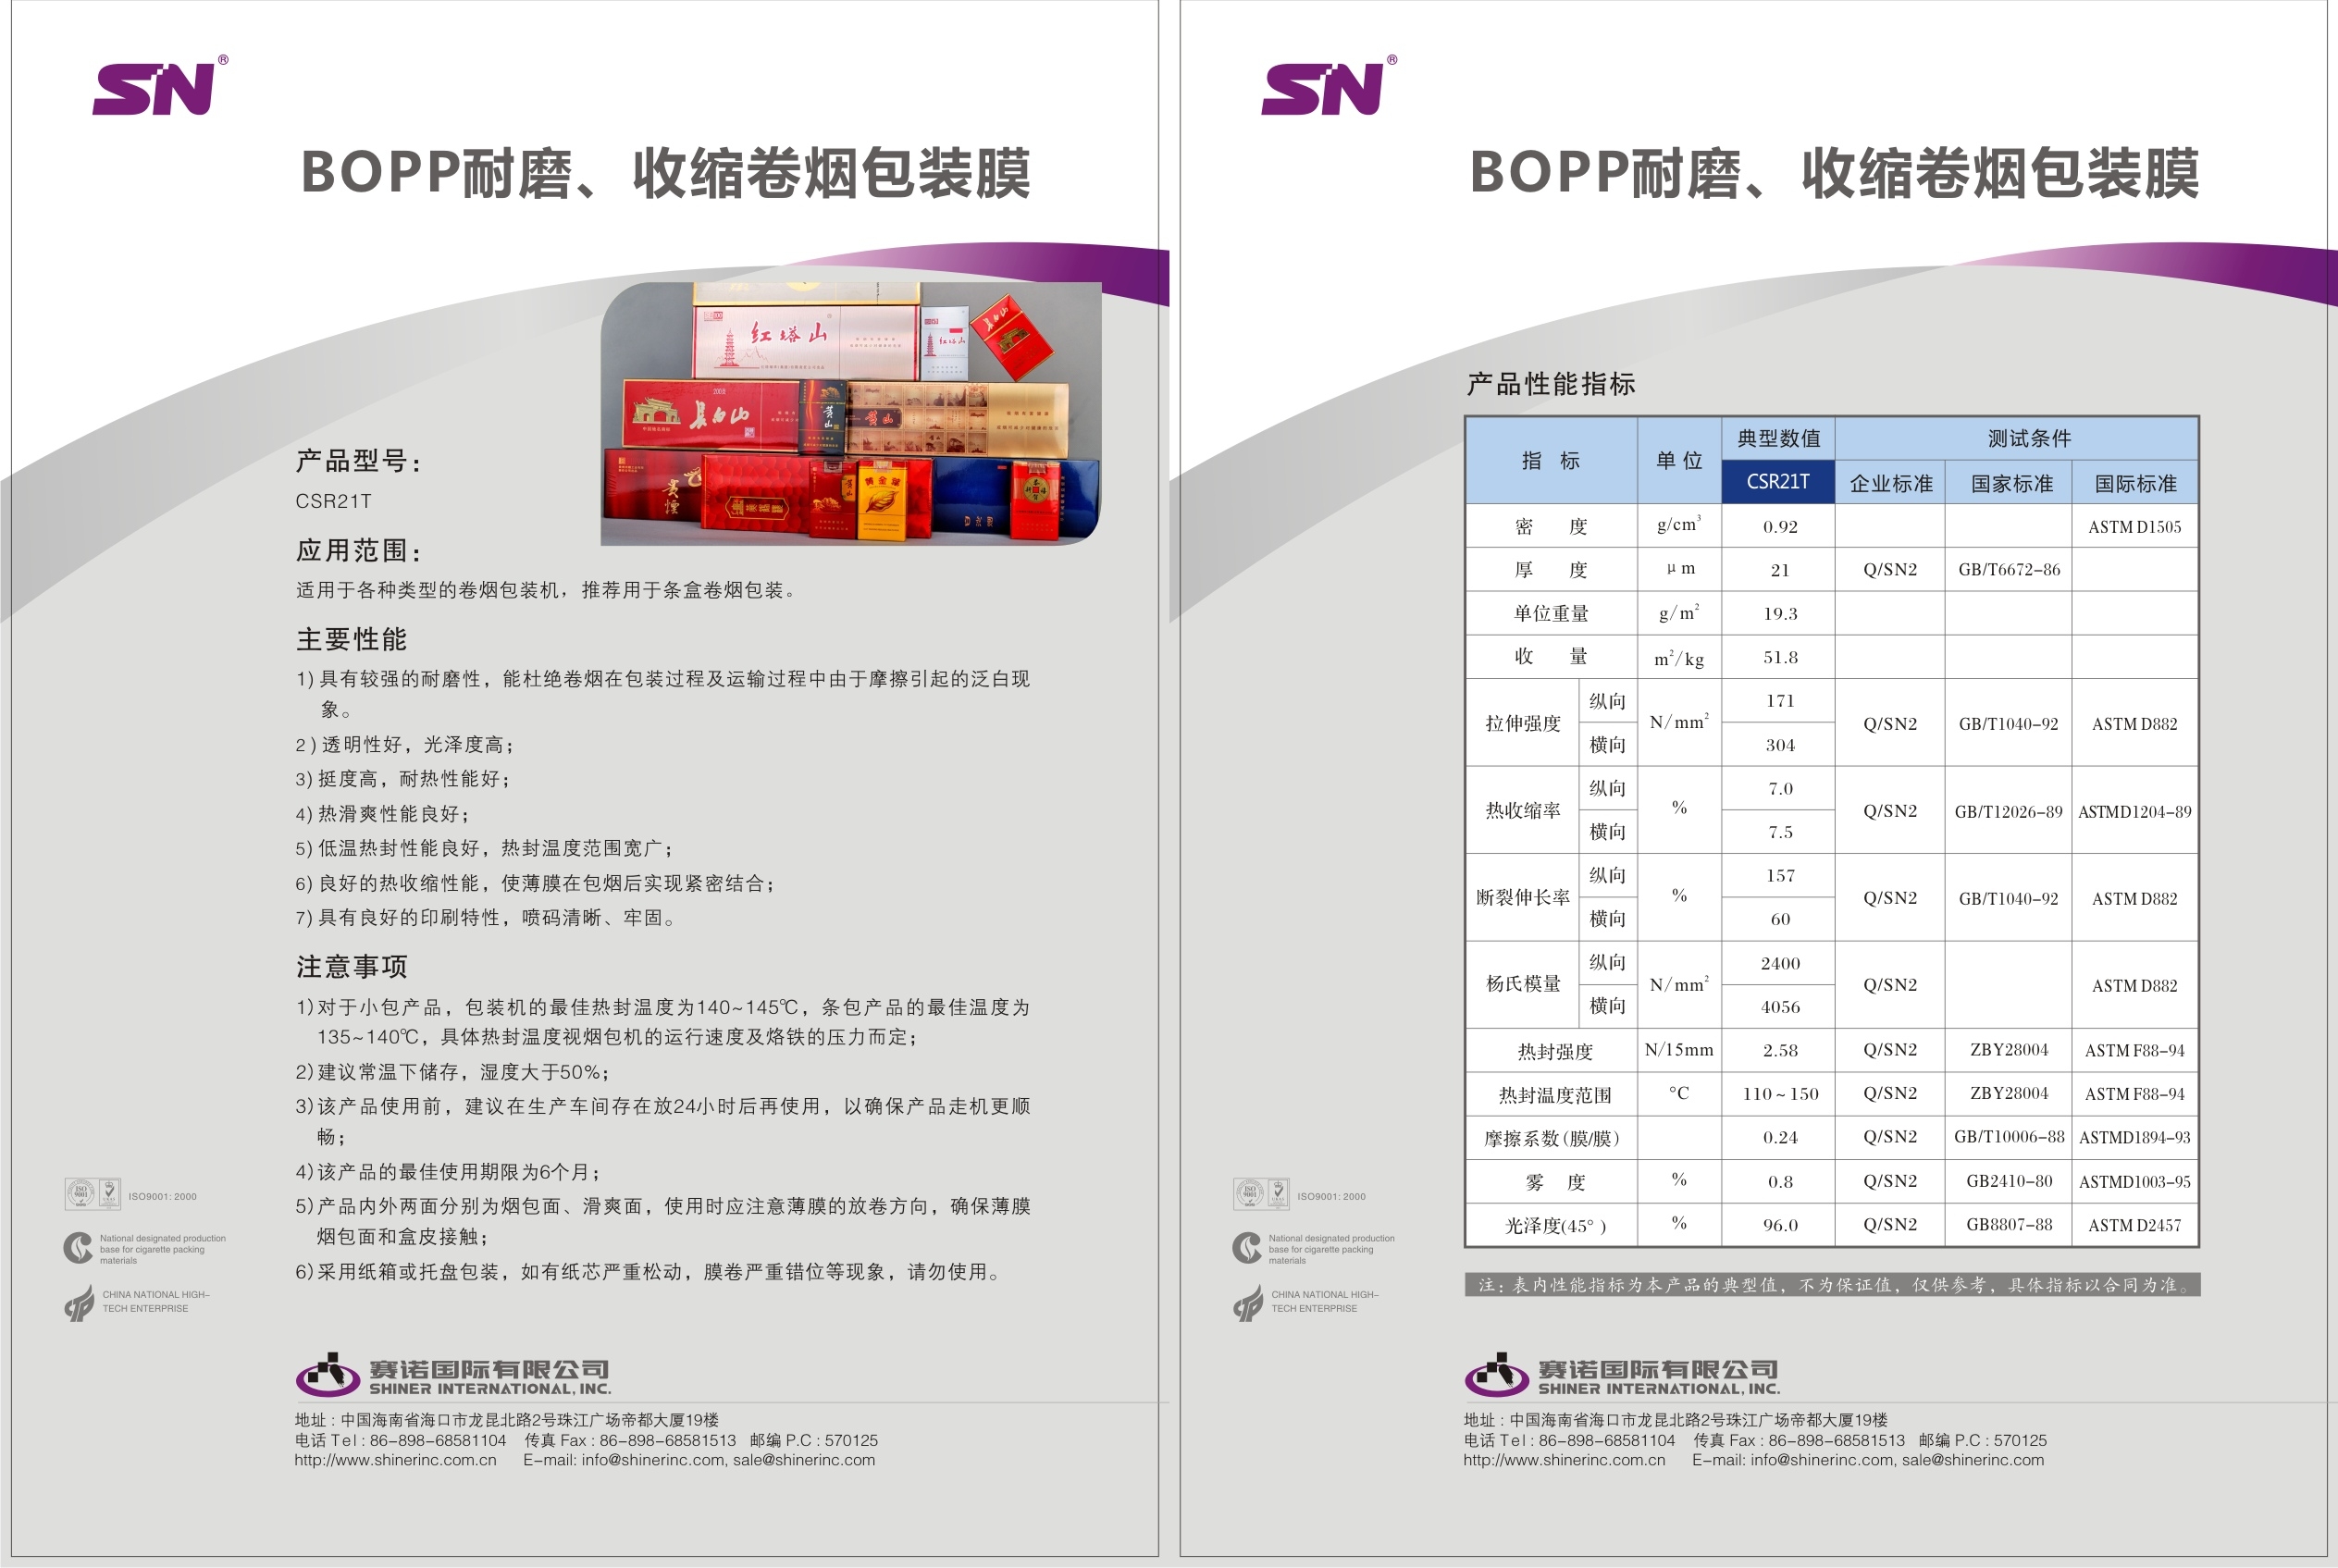 SN®
BOPP耐磨、收缩卷烟包装膜
红塔山
红塔山
长白山
长白山
黄山
黄山
贵烟
黄金叶
产品型号：
CSR21T
应用范围：
适用于各种类型的卷烟包装机，推荐用于条盒卷烟包装。
主要性能
1) 具有较强的耐磨性，能杜绝卷烟在包装过程及运输过程中由于摩擦引起的泛白现
象。
2 ) 透明性好，光泽度高；
3) 挺度高，耐热性能好；
4) 热滑爽性能良好；
5) 低温热封性能良好，热封温度范围宽广；
6) 良好的热收缩性能，使薄膜在包烟后实现紧密结合；
7) 具有良好的印刷特性，喷码清晰、牢固。
注意事项
1)对于小包产品，包装机的最佳热封温度为140~145℃，条包产品的最佳温度为
135~140℃，具体热封温度视烟包机的运行速度及烙铁的压力而定；
2)建议常温下储存，湿度大于50%；
3)该产品使用前，建议在生产车间存在放24小时后再使用，以确保产品走机更顺
畅；
4)该产品的最佳使用期限为6个月；
5)产品内外两面分别为烟包面、滑爽面，使用时应注意薄膜的放卷方向，确保薄膜
烟包面和盒皮接触；
6)采用纸箱或托盘包装，如有纸芯严重松动，膜卷严重错位等现象，请勿使用。
ISO 9001
ISO9001: 2000
National designated production
base for cigarette packing
materials
CHINA NATIONAL HIGH-
TECH ENTERPRISE
赛诺国际有限公司
SHINER INTERNATIONAL, INC.
地址 : 中国海南省海口市龙昆北路2号珠江广场帝都大厦19楼
电话 Tel : 86-898-68581104 传真 Fax : 86-898-68581513 邮编 P.C : 570125
http://www.shinerinc.com.cn E-mail: info@shinerinc.com, sale@shinerinc.com
SN®
BOPP耐磨、收缩卷烟包装膜
产品性能指标
指 标 单 位 典型数值 测试条件
CSR21T 企业标准 国家标准 国际标准
密 度 g/cm³ 0.92 ASTM D1505
厚 度 μm 21 Q/SN2 GB/T6672-86
单位重量 g/m² 19.3
收 量 m²/kg 51.8
拉伸强度 纵向 N/mm² 171 Q/SN2 GB/T1040-92 ASTM D882
横向 304
热收缩率 纵向 % 7.0 Q/SN2 GB/T12026-89 ASTMD1204-89
横向 7.5
断裂伸长率 纵向 % 157 Q/SN2 GB/T1040-92 ASTM D882
横向 60
杨氏模量 纵向 N/mm² 2400 Q/SN2 ASTM D882
横向 4056
热封强度 N/15mm 2.58 Q/SN2 ZBY28004 ASTM F88-94
热封温度范围 °C 110~150 Q/SN2 ZBY28004 ASTM F88-94
摩擦系数(膜/膜) 0.24 Q/SN2 GB/T10006-88 ASTMD1894-93
雾 度 % 0.8 Q/SN2 GB2410-80 ASTMD1003-95
光泽度(45° ) % 96.0 Q/SN2 GB8807-88 ASTM D2457
注：表内性能指标为本产品的典型值，不为保证值，仅供参考，具体指标以合同为准。
ISO 9001
ISO9001: 2000
National designated production
base for cigarette packing
materials
CHINA NATIONAL HIGH-
TECH ENTERPRISE
赛诺国际有限公司
SHINER INTERNATIONAL, INC.
地址 : 中国海南省海口市龙昆北路2号珠江广场帝都大厦19楼
电话 Tel : 86-898-68581104 传真 Fax : 86-898-68581513 邮编 P.C : 570125
http://www.shinerinc.com.cn E-mail: info@shinerinc.com, sale@shinerinc.com